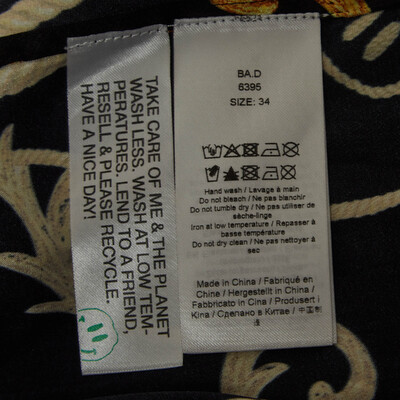 TAKE CARE OF ME & THE PLANET
WASH LESS. WASH AT LOW TEM-
PERATURES. LEND TO A FRIEND,
RESELL & PLEASE RECYCLE.
HAVE A NICE DAY!
BA.D
6395
SIZE: 34
Hand wash / Lavage à main
Do not bleach / Ne pas blanchir
Do not tumble dry / Ne pas utiliser de
sèche-linge
Iron at low temperature / Repasser à
basse température
Do not dry clean / Ne pas nettoyer à
sec
Made in China / Fabriqué en
China / Hergestellt in China /
Fabbricato in Cina / Produsert i
Kina / Сделано в Китае / 中国制
造